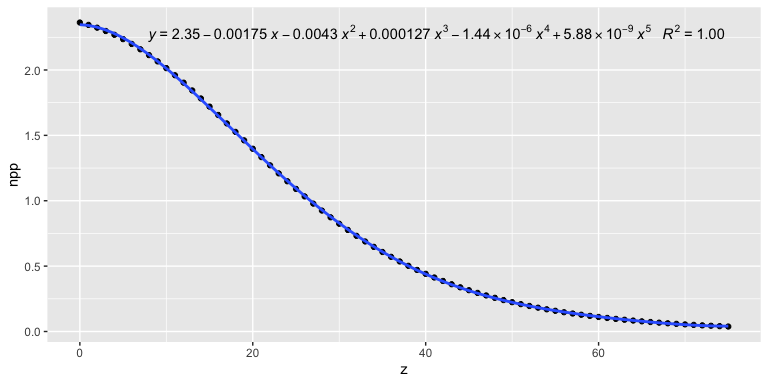 y = 2.35 − 0.00175 x − 0.0043 x² + 0.000127 x³ − 1.44 × 10⁻⁶ x⁴ + 5.88 × 10⁻⁹ x⁵ R² = 1.00
2.0
1.5
1.0
0.5
0.0
npp
0 20 40 60
z